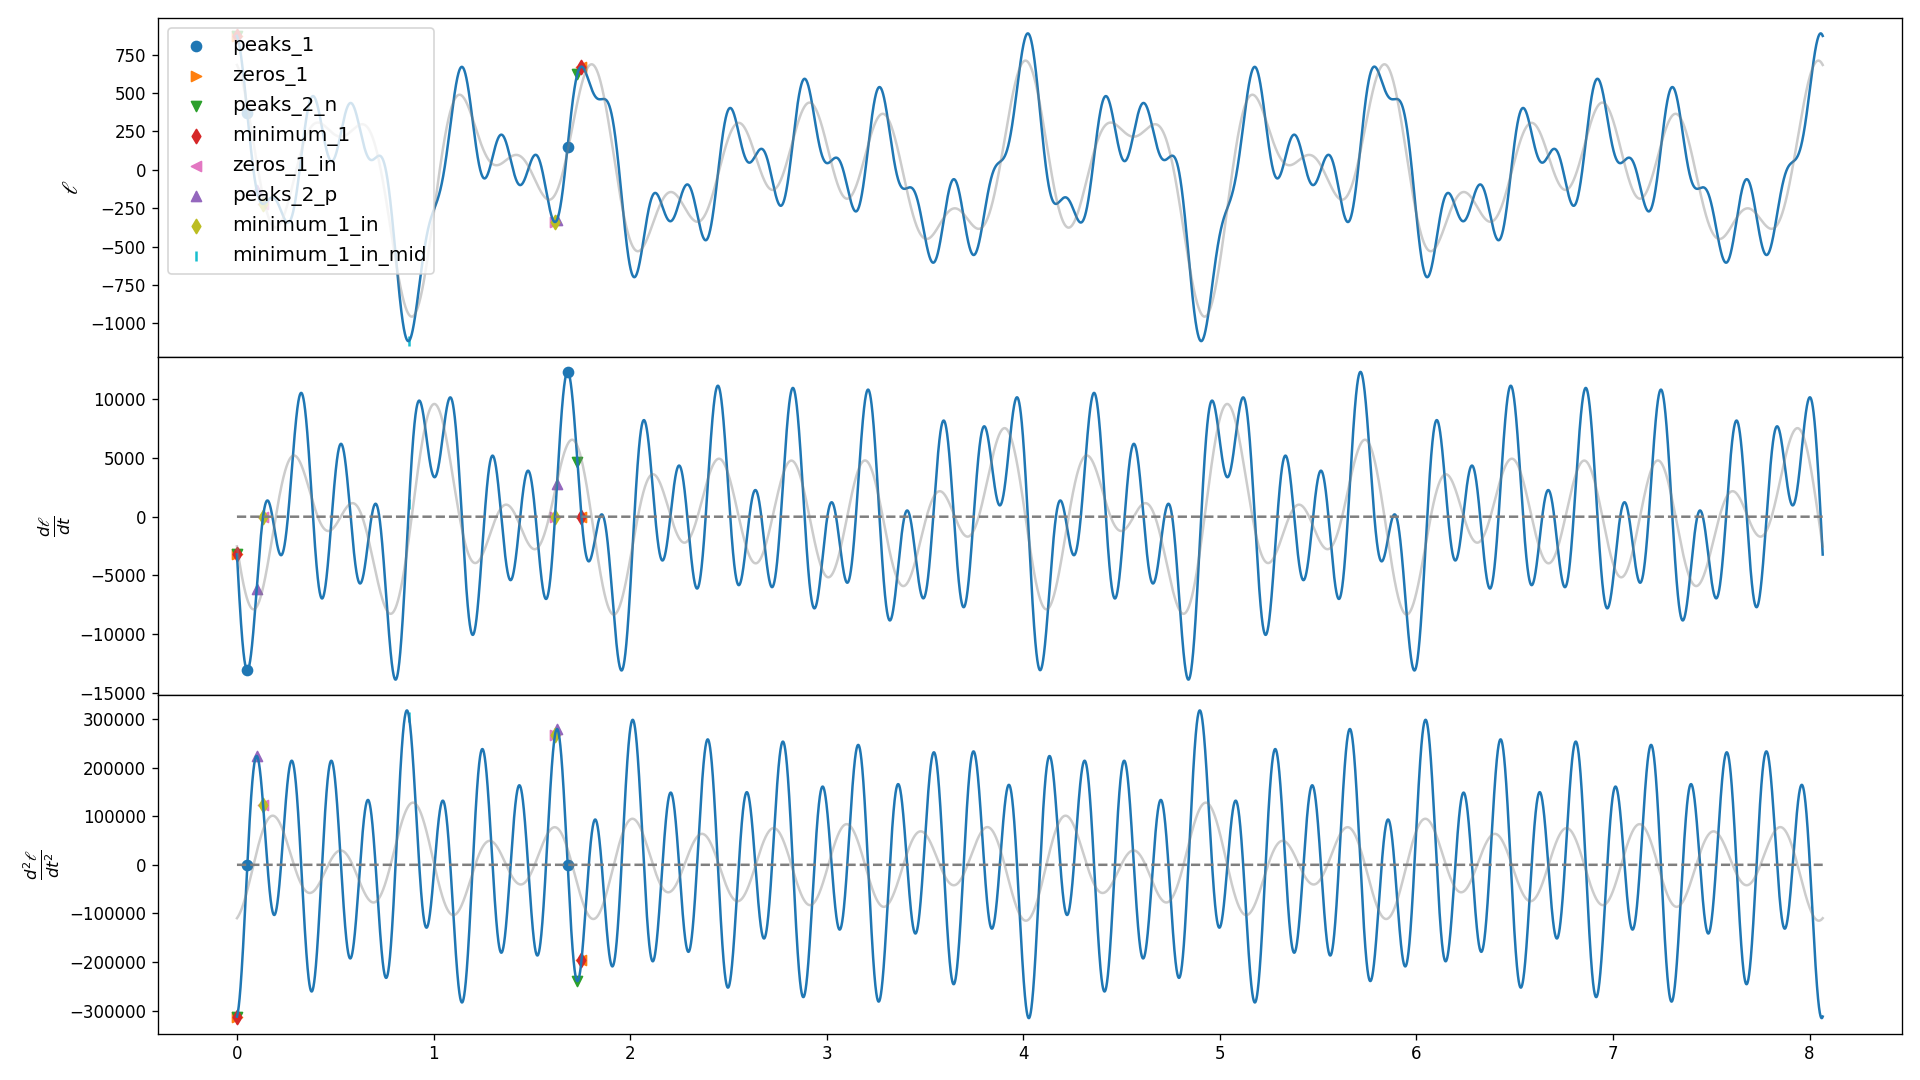 peaks_1
zeros_1
peaks_2_n
minimum_1
zeros_1_in
peaks_2_p
minimum_1_in
minimum_1_in_mid
750
500
250
0
−250
−500
−750
−1000
ℓ
10000
5000
0
−5000
−10000
−15000
dℓ
dt
300000
200000
100000
0
−100000
−200000
−300000
d²ℓ
dt²
0 1 2 3 4 5 6 7 8